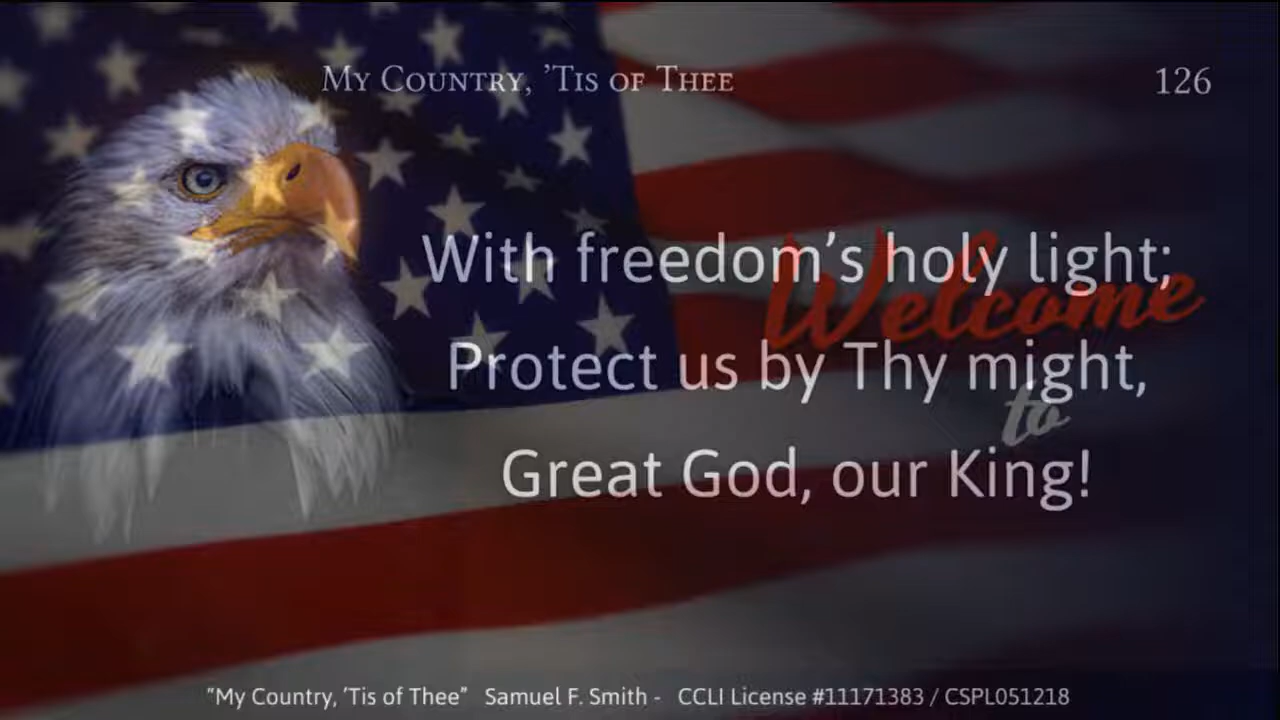 My Country, ’Tis of Thee
126
With freedom’s holy light;
Welcome
Protect us by Thy might,
to
Great God, our King!
"My Country, ’Tis of Thee" Samuel F. Smith - CCLI License #11171383 / CSPL051218